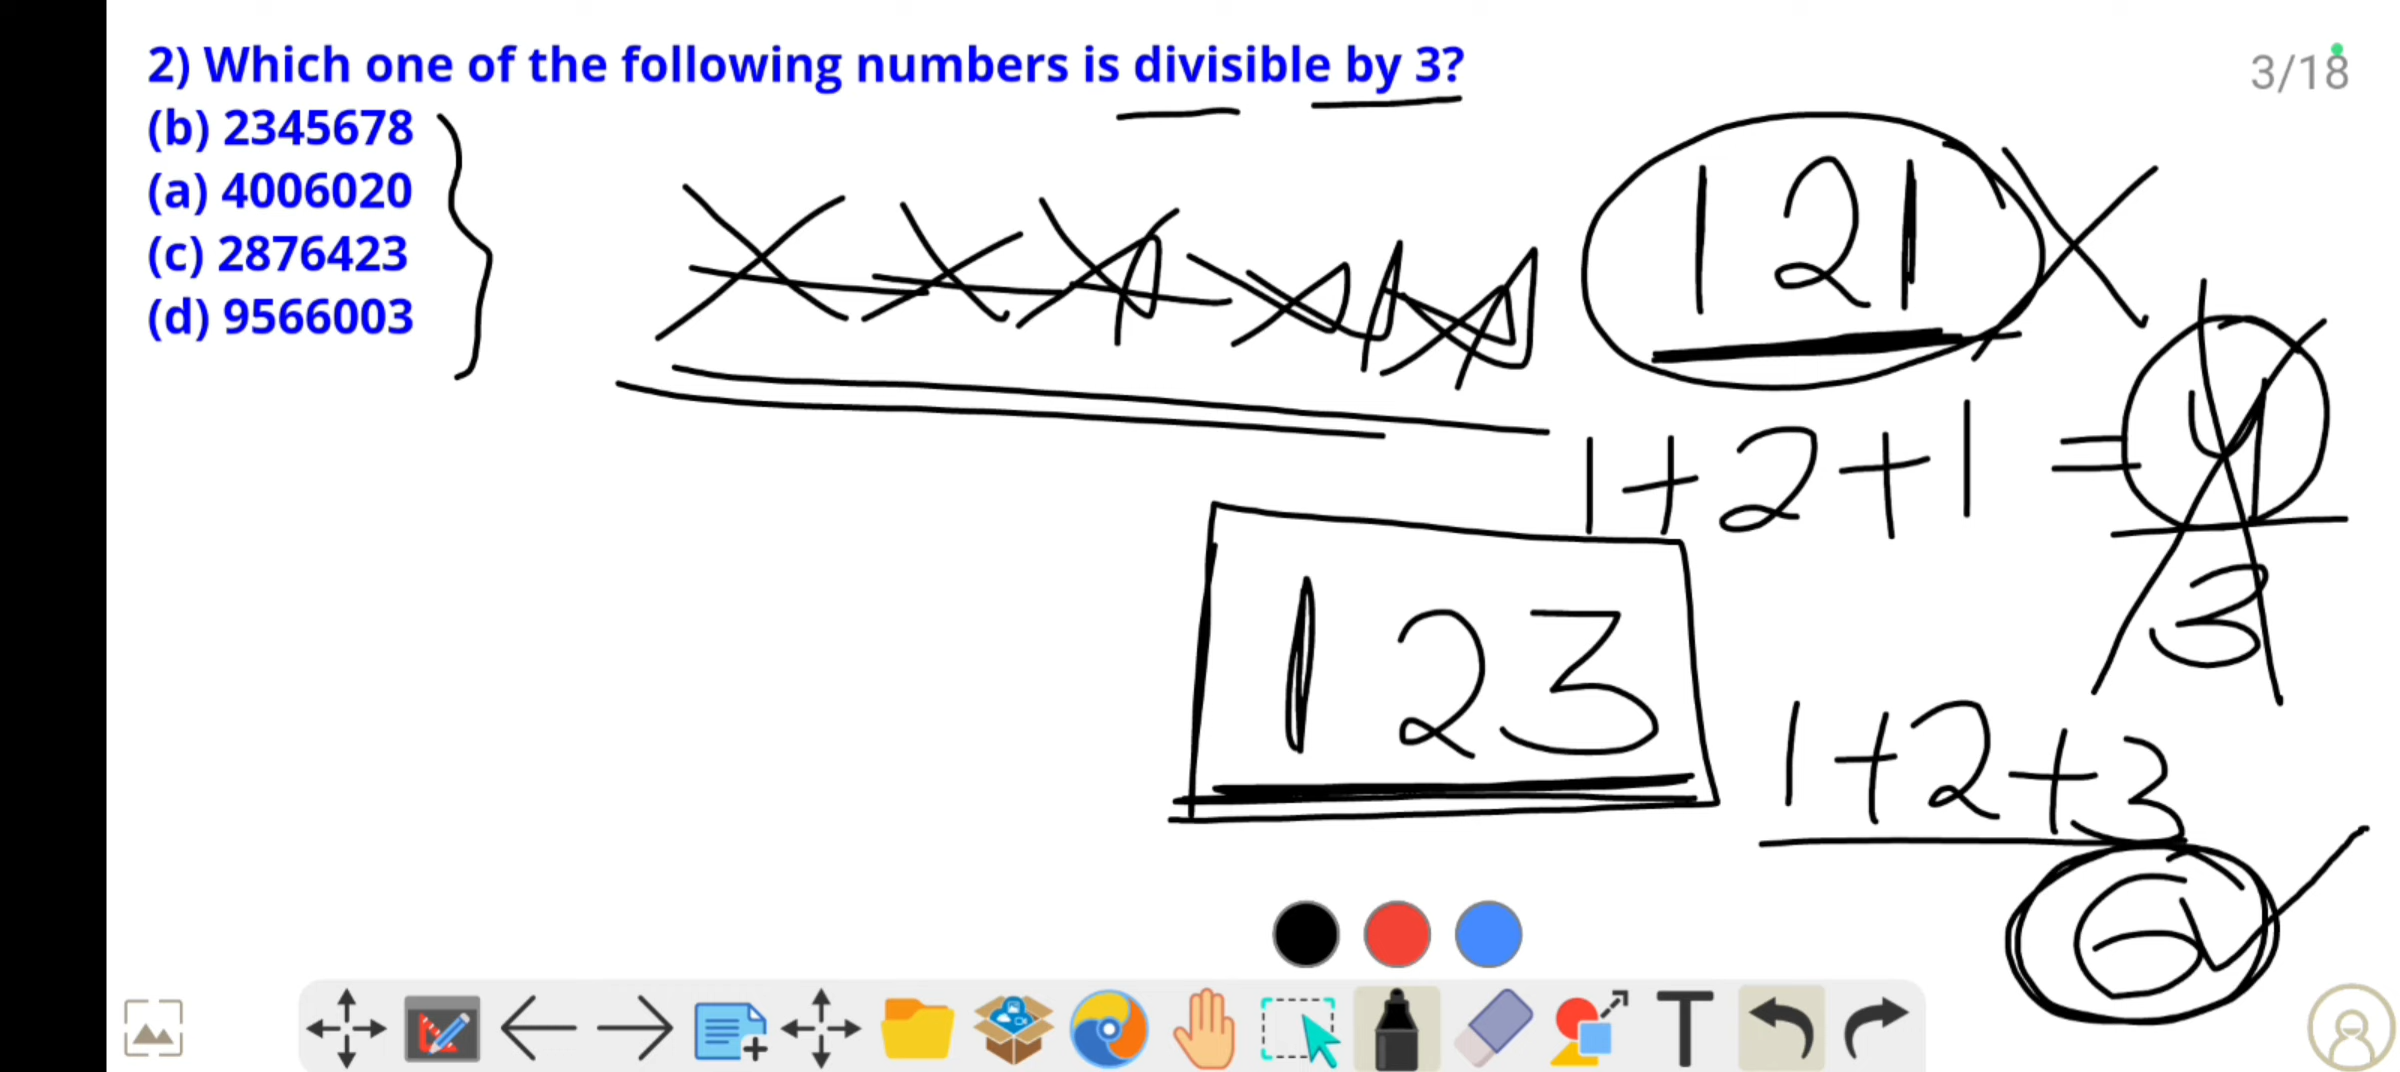 2) Which one of the following numbers is divisible by 3?
3/18
(b) 2345678
(a) 4006020
(c) 2876423
(d) 9566003
121
1+2+1 = 4
3
123
1+2+3
6
T